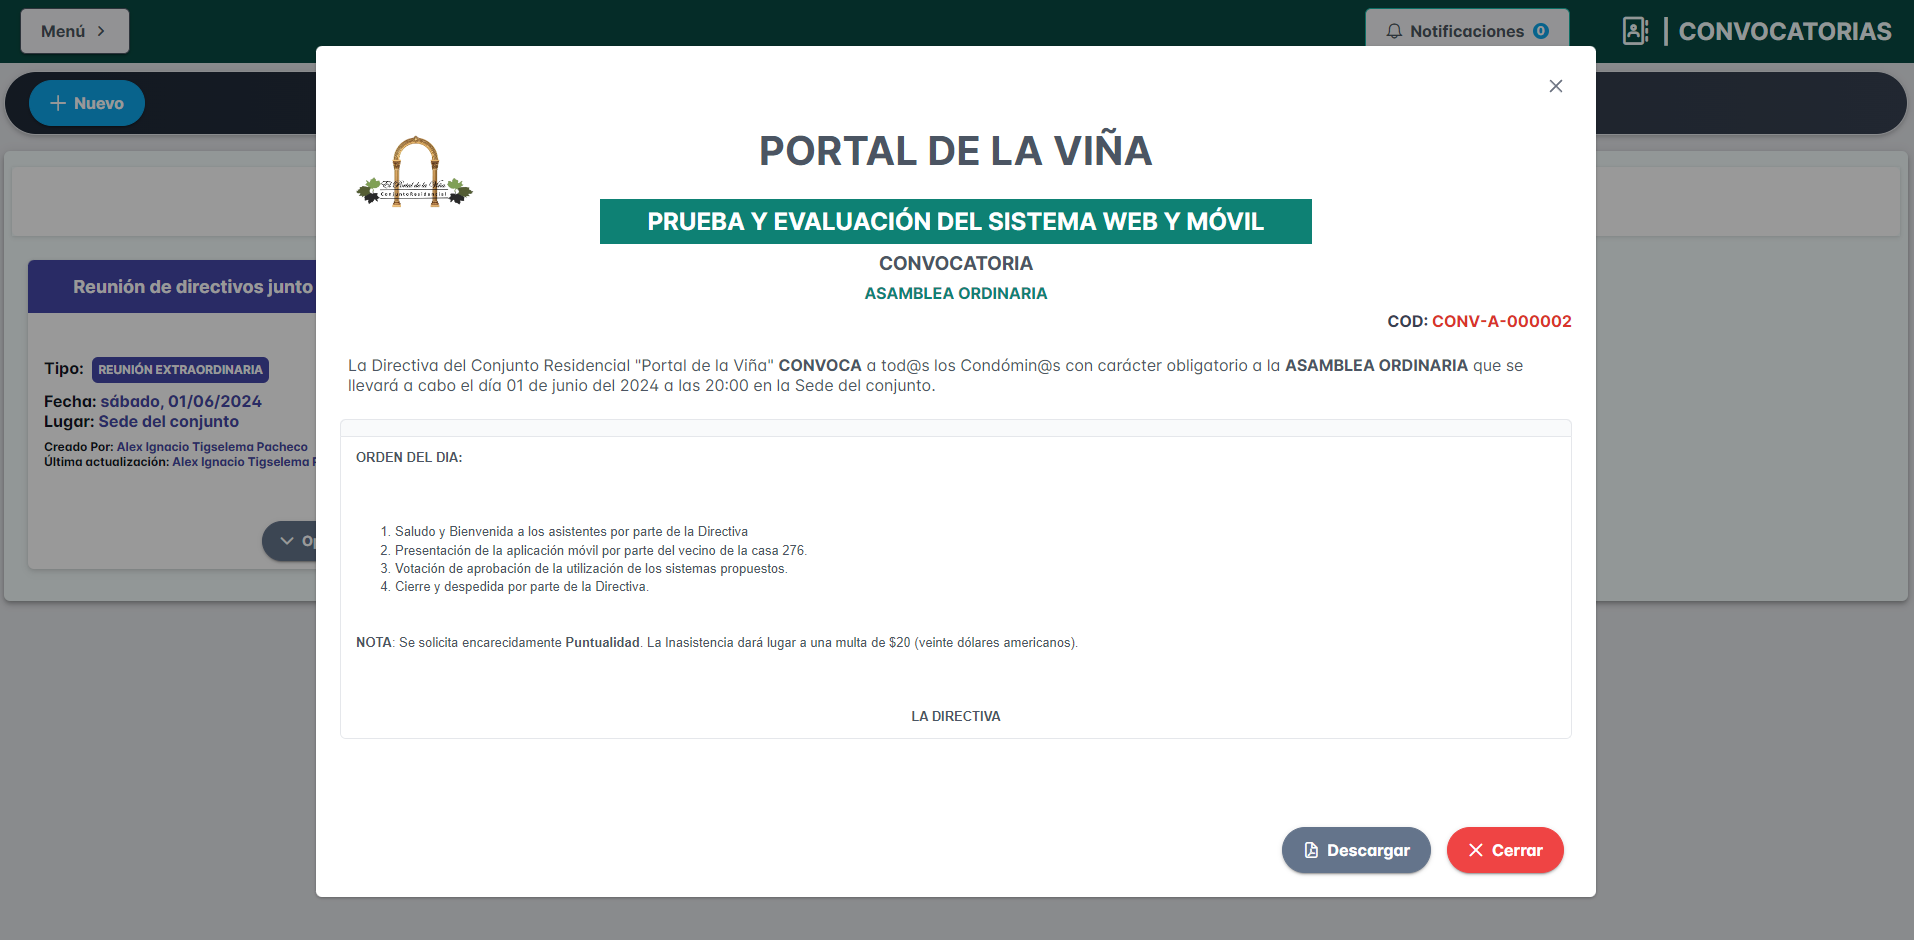 Menú
Notificaciones 0
CONVOCATORIAS
Nuevo
El Portal de la Viña
Conjunto Residencial
PORTAL DE LA VIÑA
PRUEBA Y EVALUACIÓN DEL SISTEMA WEB Y MÓVIL
CONVOCATORIA
ASAMBLEA ORDINARIA
COD: CONV-A-000002
La Directiva del Conjunto Residencial "Portal de la Viña" CONVOCA a tod@s los Condómin@s con carácter obligatorio a la ASAMBLEA ORDINARIA que se
llevará a cabo el día 01 de junio del 2024 a las 20:00 en la Sede del conjunto.
ORDEN DEL DIA:
1. Saludo y Bienvenida a los asistentes por parte de la Directiva
2. Presentación de la aplicación móvil por parte del vecino de la casa 276.
3. Votación de aprobación de la utilización de los sistemas propuestos.
4. Cierre y despedida por parte de la Directiva.
NOTA: Se solicita encarecidamente Puntualidad. La Inasistencia dará lugar a una multa de $20 (veinte dólares americanos).
LA DIRECTIVA
Descargar
Cerrar
Reunión de directivos junto
Tipo: REUNIÓN EXTRAORDINARIA
Fecha: sábado, 01/06/2024
Lugar: Sede del conjunto
Creado Por: Alex Ignacio Tigselema Pacheco
Última actualización: Alex Ignacio Tigselema